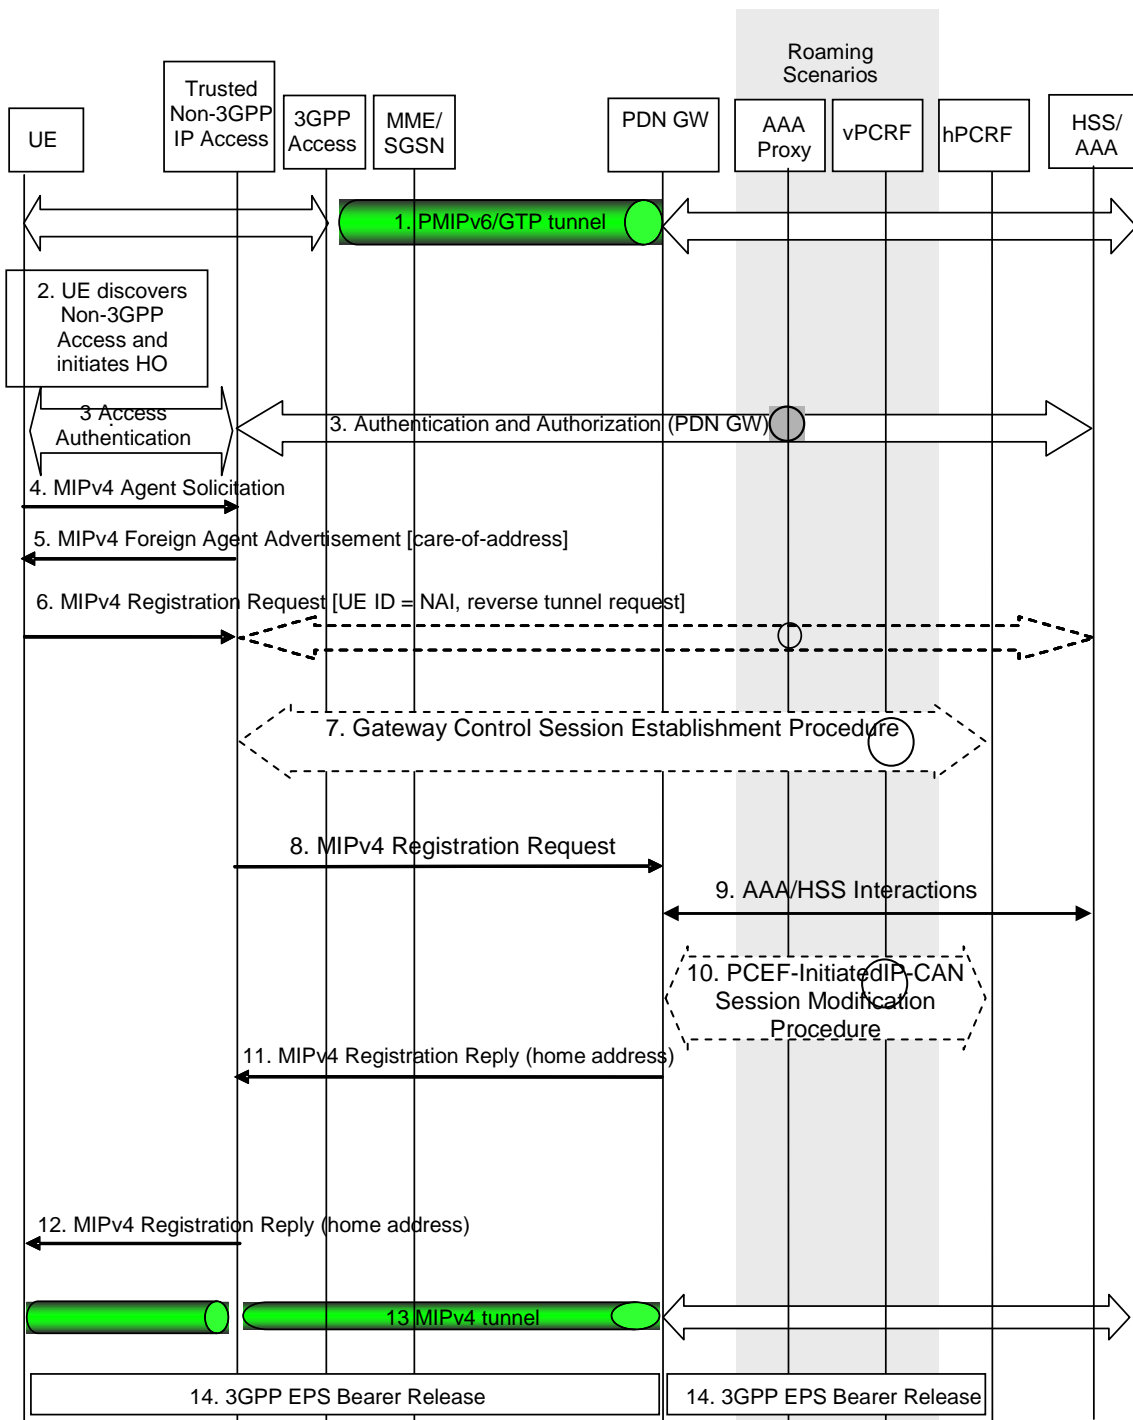 Roaming
Scenarios
UE
Trusted
Non-3GPP
IP Access
3GPP
Access
MME/
SGSN
PDN GW
AAA
Proxy
vPCRF
hPCRF
HSS/
AAA
1. PMIPv6/GTP tunnel
2. UE discovers
Non-3GPP
Access and
initiates HO
3 Access
Authentication
3. Authentication and Authorization (PDN GW)
4. MIPv4 Agent Solicitation
5. MIPv4 Foreign Agent Advertisement [care-of-address]
6. MIPv4 Registration Request [UE ID = NAI, reverse tunnel request]
7. Gateway Control Session Establishment Procedure
8. MIPv4 Registration Request
9. AAA/HSS Interactions
10. PCEF-InitiatedIP-CAN
Session Modification
Procedure
11. MIPv4 Registration Reply (home address)
12. MIPv4 Registration Reply (home address)
13 MIPv4 tunnel
14. 3GPP EPS Bearer Release
14. 3GPP EPS Bearer Release